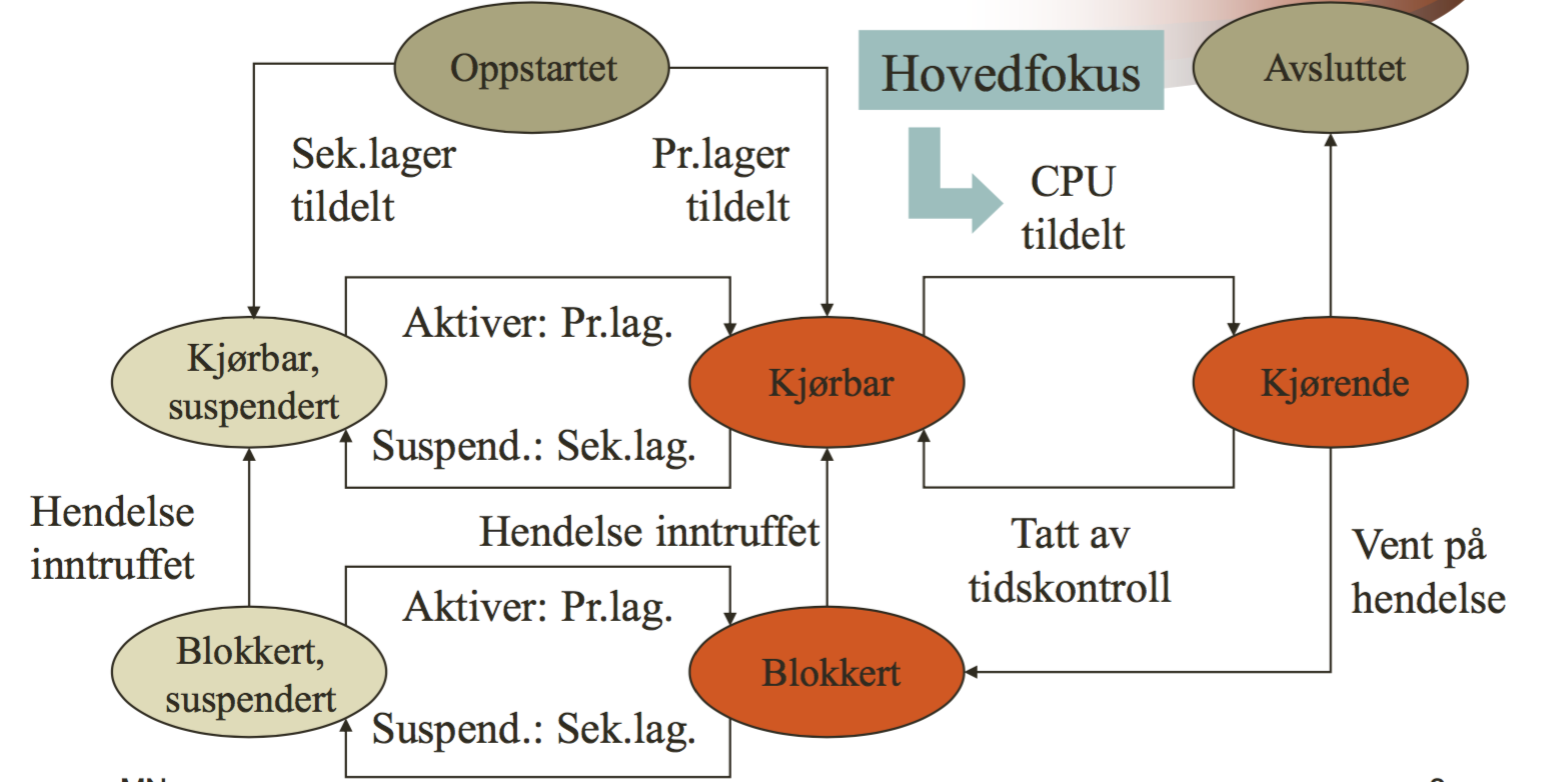 Oppstartet
Hovedfokus
Avsluttet
Sek.lager
tildelt
Pr.lager
tildelt
CPU
tildelt
Aktiver: Pr.lag.
Kjørbar,
suspendert
Kjørbar
Kjørende
Suspend.: Sek.lag.
Hendelse
inntruffet
Hendelse inntruffet
Tatt av
tidskontroll
Vent på
hendelse
Aktiver: Pr.lag.
Blokkert,
suspendert
Blokkert
Suspend.: Sek.lag.